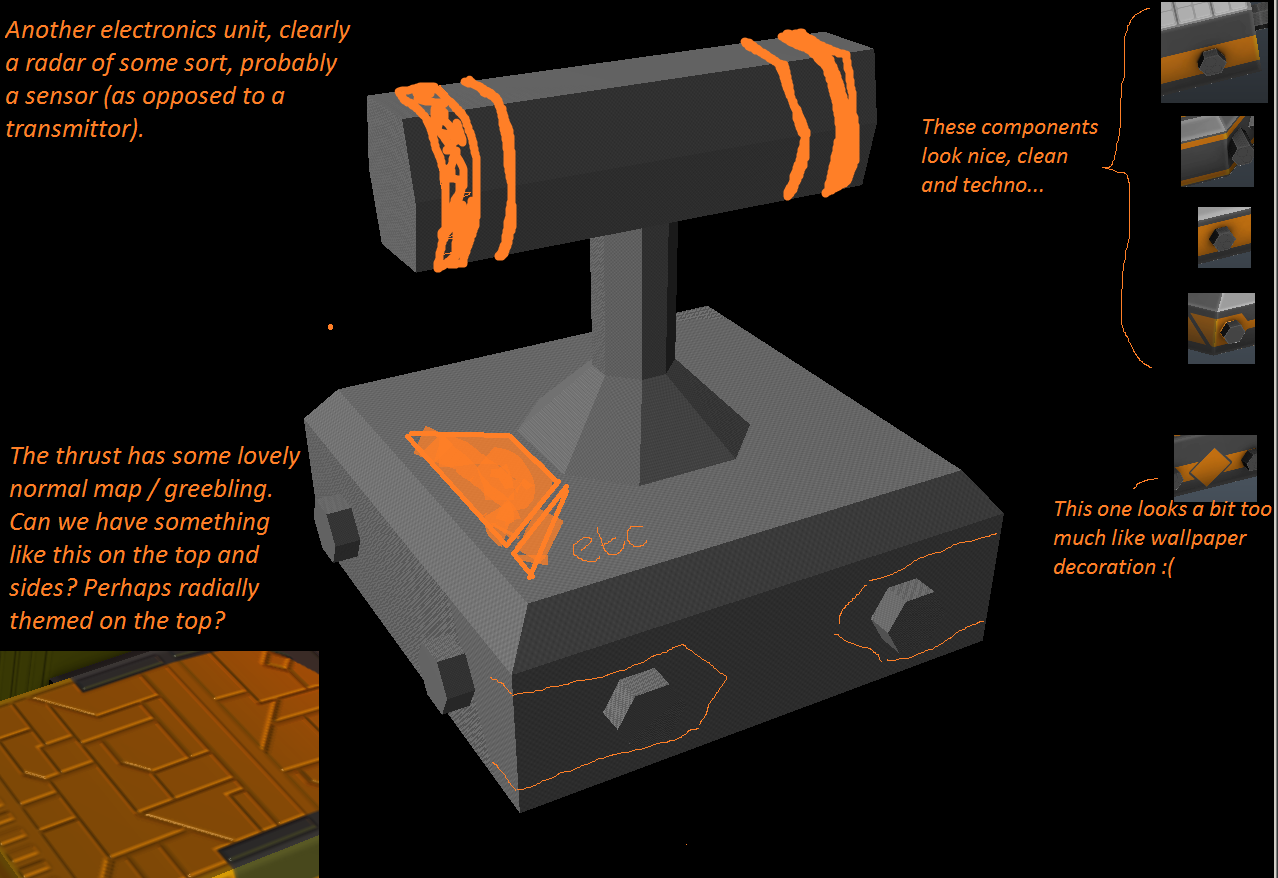 Another electronics unit, clearly
a radar of some sort, probably
a sensor (as opposed to a
transmittor).
These components
look nice, clean
and techno...
The thrust has some lovely
normal map / greebling.
Can we have something
like this on the top and
sides? Perhaps radially
themed on the top?
etc
This one looks a bit too
much like wallpaper
decoration :(